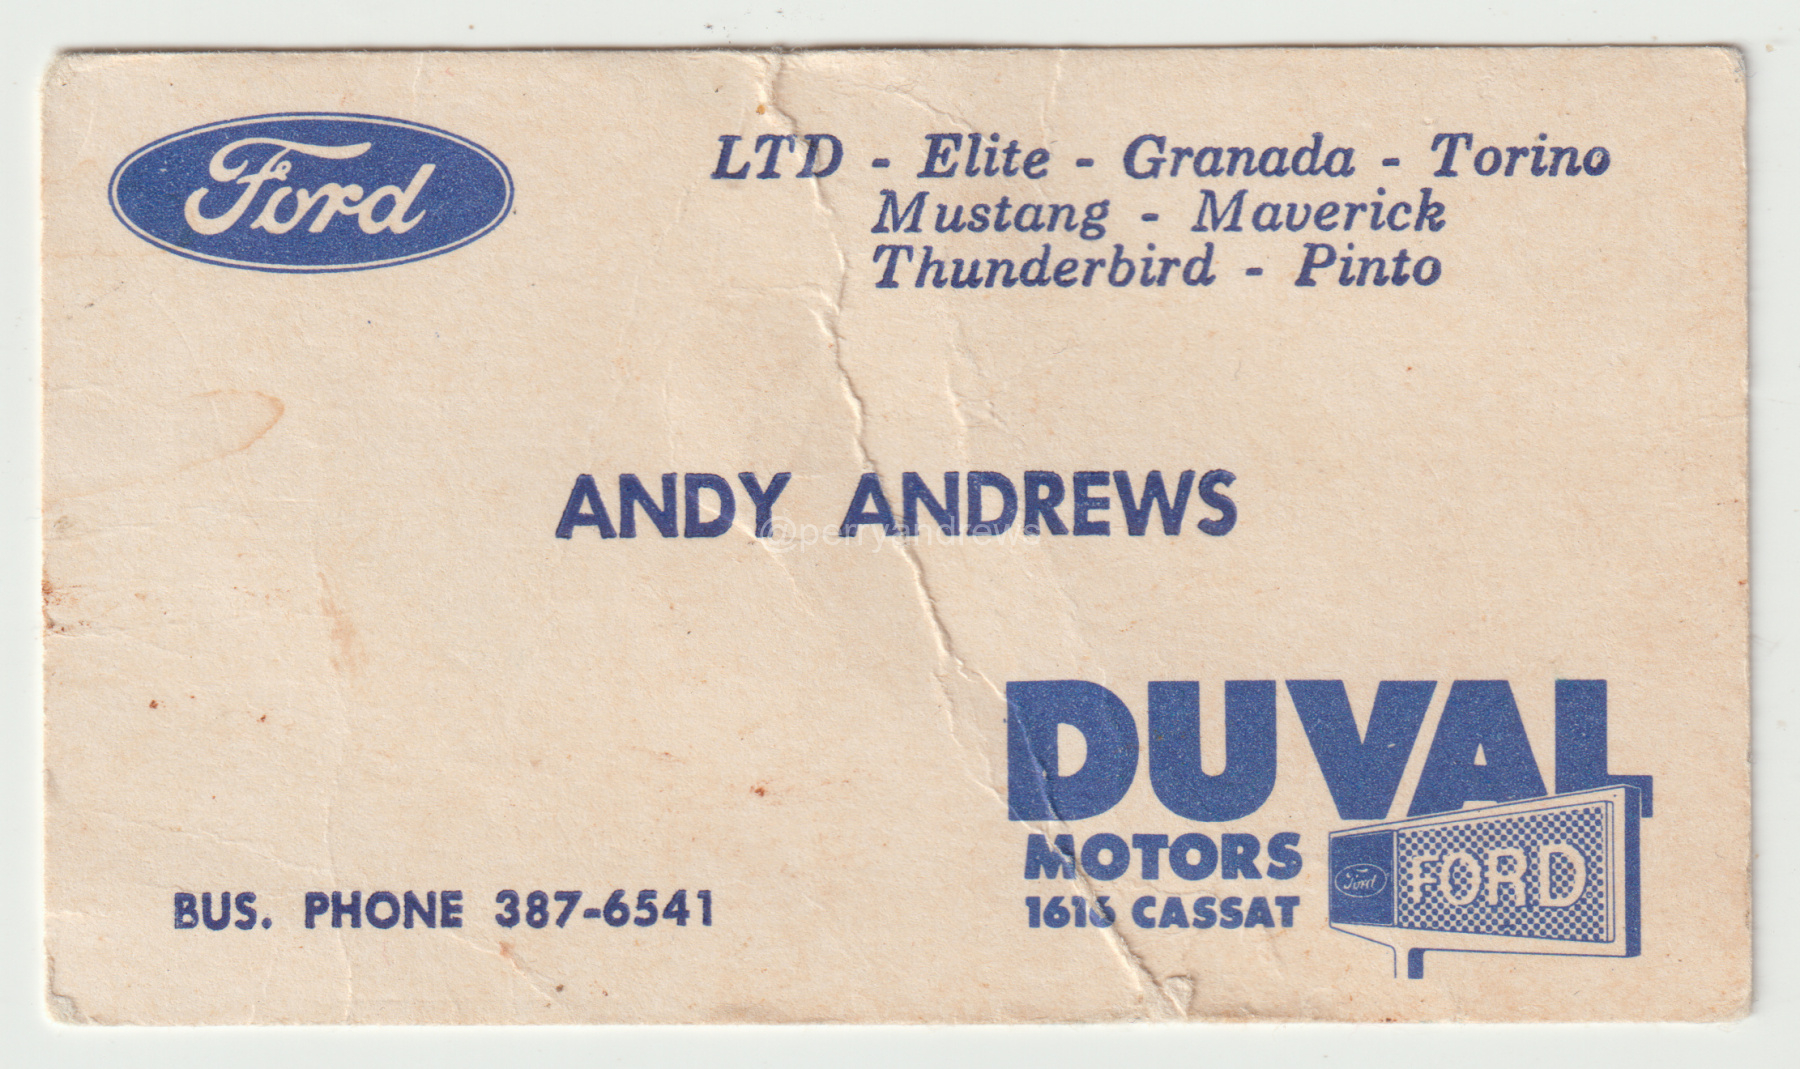 Ford
LTD - Elite - Granada - Torino
Mustang - Maverick
Thunderbird - Pinto
ANDY ANDREWS
@perryandrews
DUVAL
MOTORS
1616 CASSAT
Ford
FORD
BUS. PHONE 387-6541